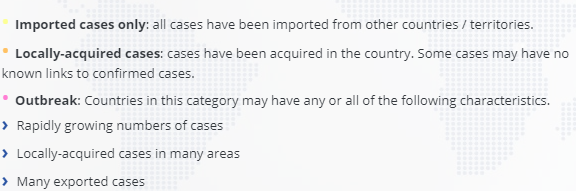 Imported cases only: all cases have been imported from other countries / territories.
Locally-acquired cases: cases have been acquired in the country. Some cases may have no
known links to confirmed cases.
Outbreak: Countries in this category may have any or all of the following characteristics.
Rapidly growing numbers of cases
Locally-acquired cases in many areas
Many exported cases